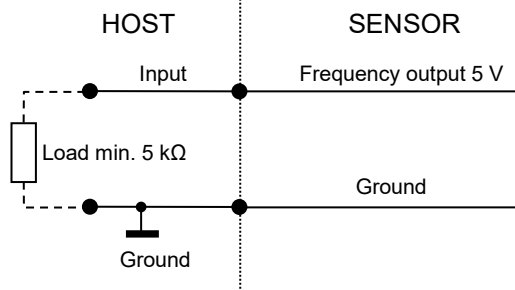 HOST
SENSOR
Input
Frequency output 5 V
Load min. 5 kΩ
Ground
Ground